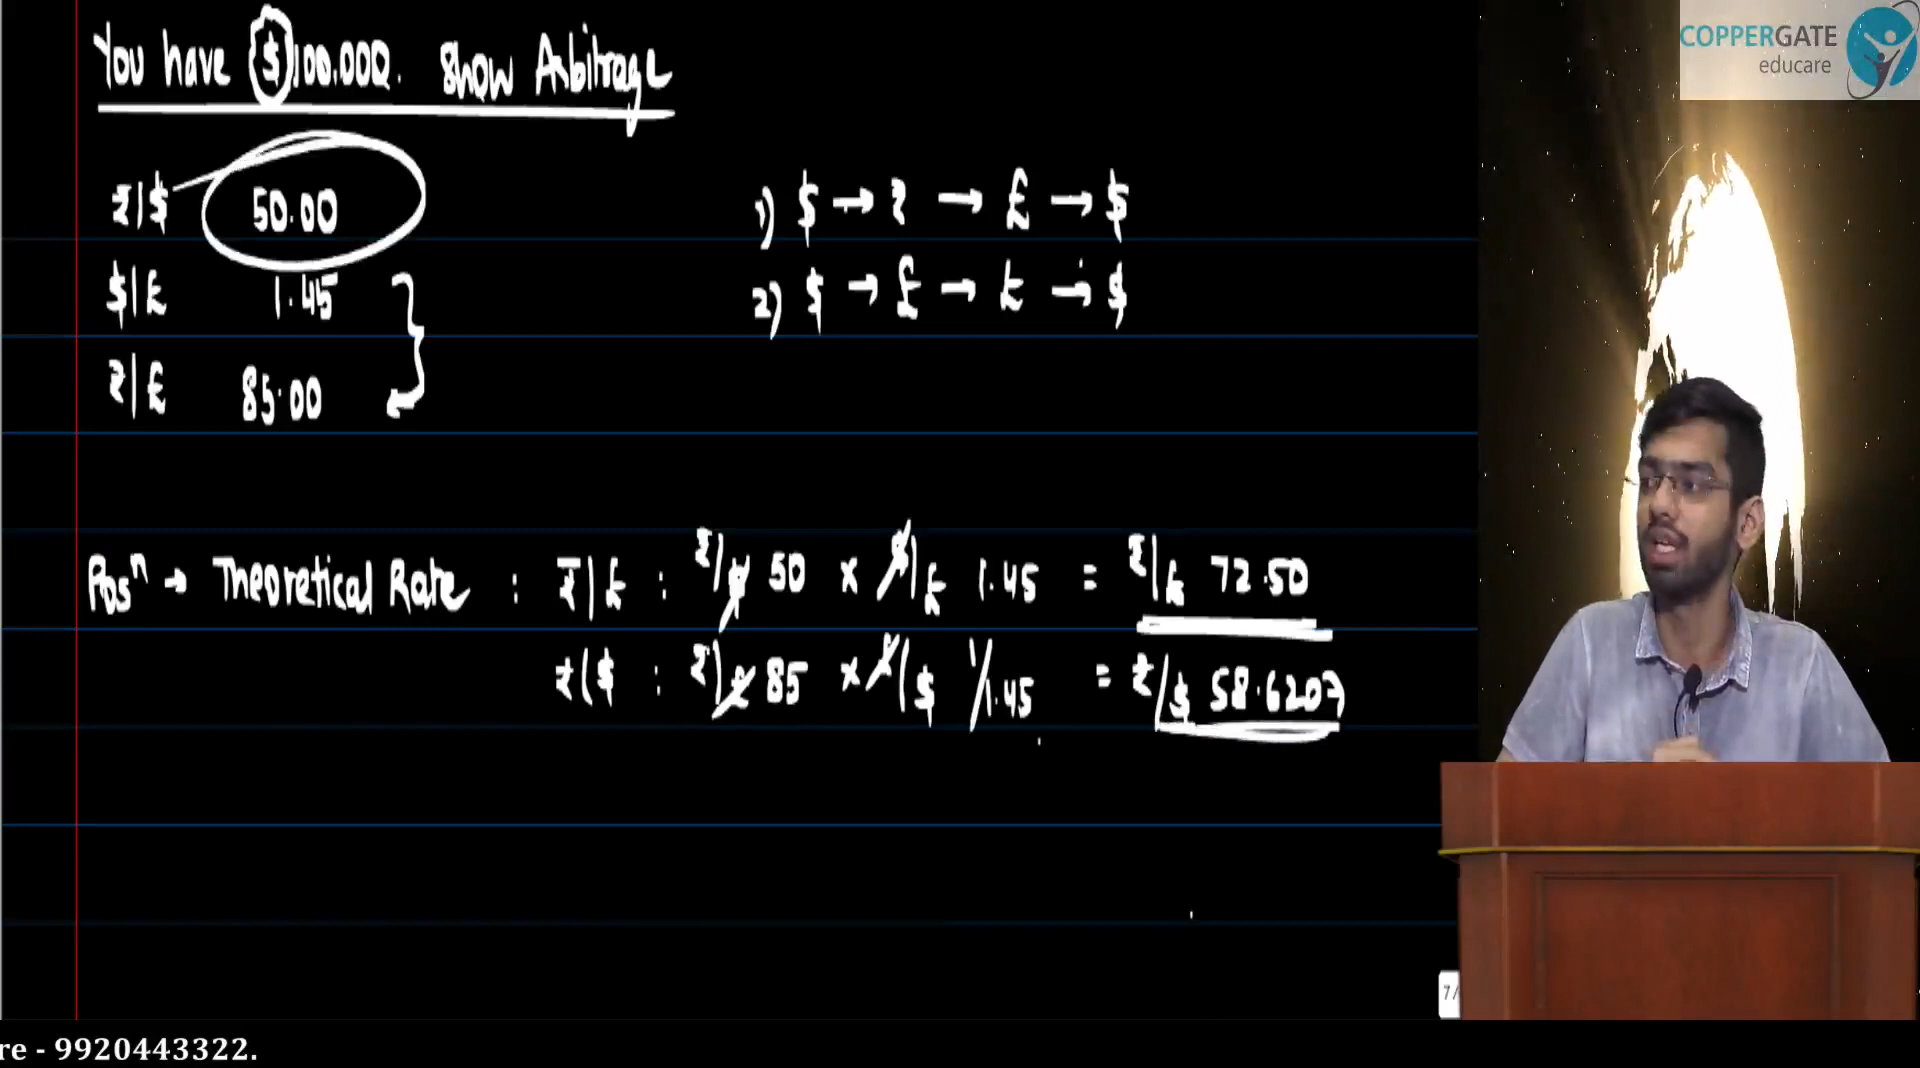 You have $100,000. Show Arbitrage
₹|$ 50.00
$|£ 1.45
₹|£ 85.00
1) $ → ₹ → £ → $
2) $ → £ → ₹ → $
Posⁿ → Theoretical Rate : ₹|£ : ₹|$ 50 x $|£ 1.45 = ₹|£ 72.50
₹|$ : ₹|£ 85 x £|$ 1/1.45 = ₹/$ 58.6207
COPPERGATE
educare
7/
re - 9920443322.